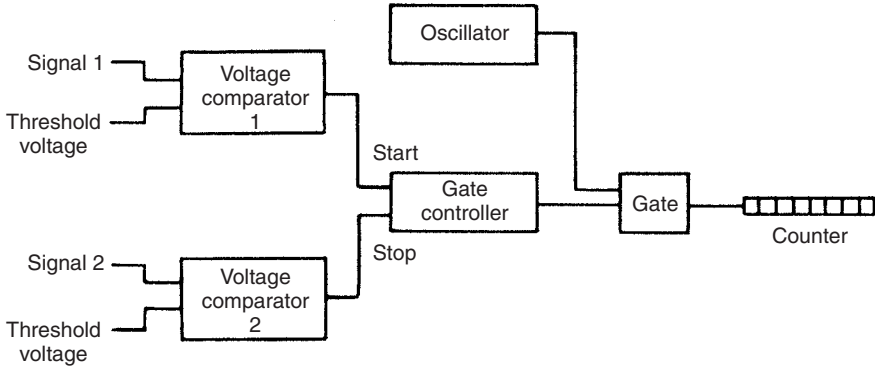 Oscillator
Signal 1
Voltage
comparator
1
Threshold
voltage
Start
Gate
controller
Gate
Counter
Stop
Signal 2
Voltage
comparator
2
Threshold
voltage